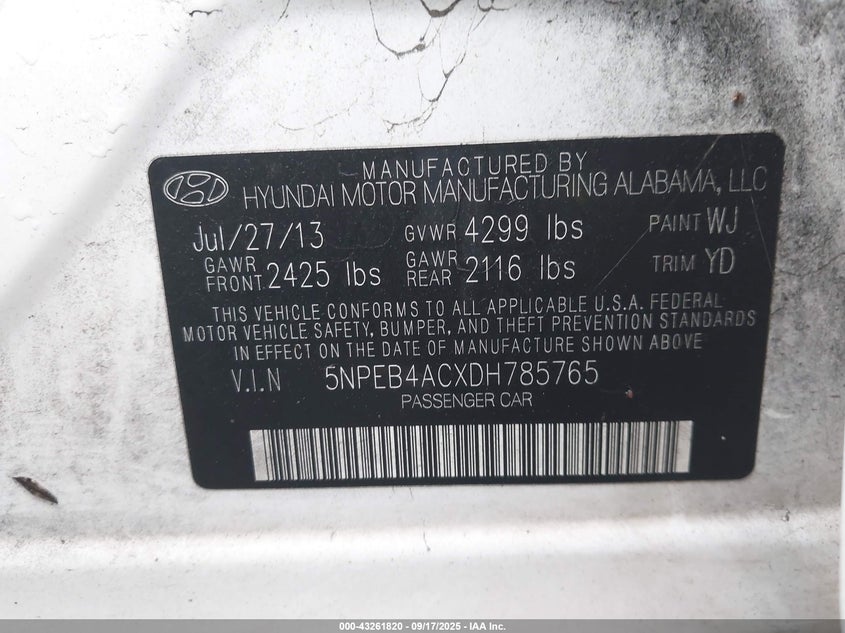 MANUFACTURED BY
HYUNDAI MOTOR MANUFACTURING ALABAMA, LLC
Jul/27/13 GVWR 4299 lbs PAINT WJ
GAWR FRONT 2425 lbs GAWR REAR 2116 lbs TRIM YD
THIS VEHICLE CONFORMS TO ALL APPLICABLE U.S.A. FEDERAL
MOTOR VEHICLE SAFETY, BUMPER, AND THEFT PREVENTION STANDARDS
IN EFFECT ON THE DATE OF MANUFACTURE SHOWN ABOVE.
V.I.N 5NPEB4ACXDH785765
PASSENGER CAR
000-43261820 - 09/17/2025 - IAA Inc.